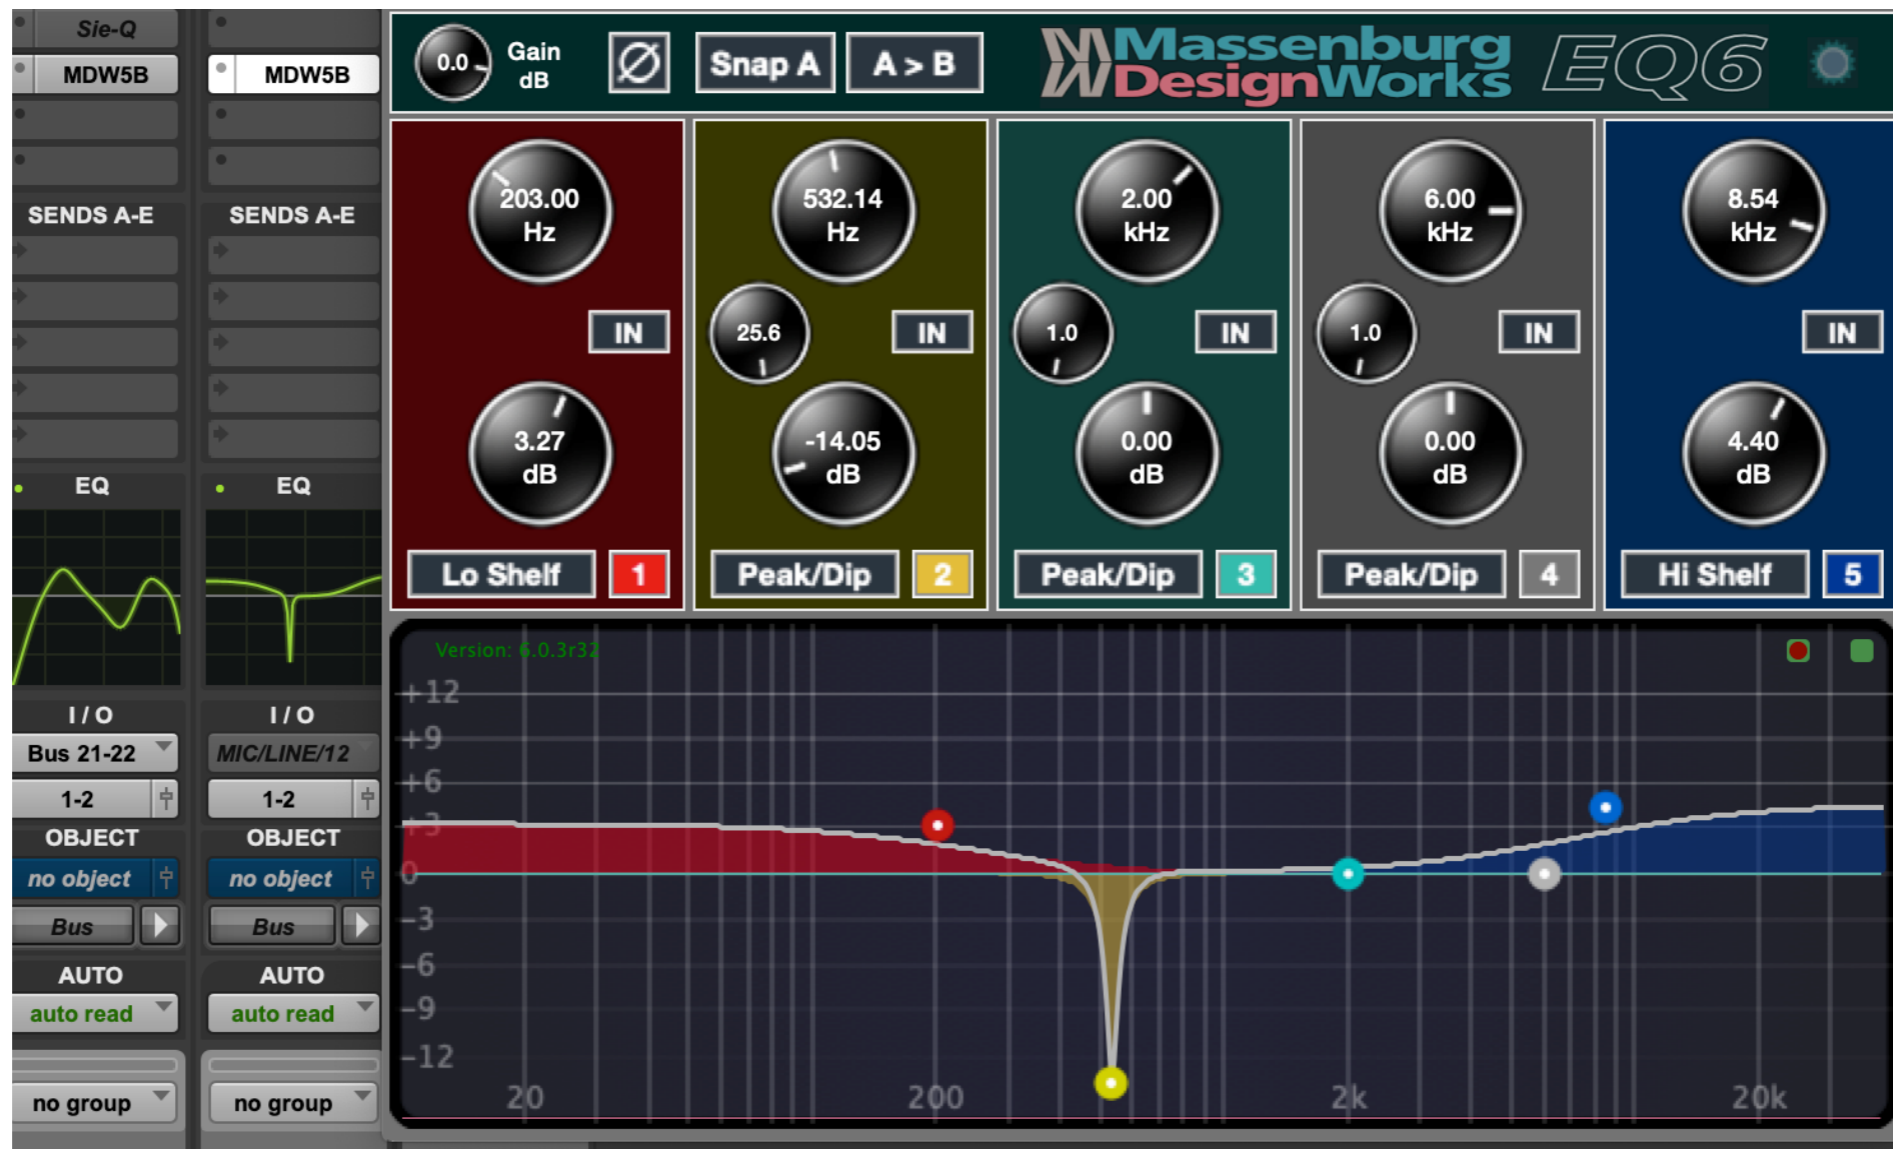 Sie-Q
MDW5B
SENDS A-E
EQ
I / O
Bus 21-22
1-2
OBJECT
no object
Bus
AUTO
auto read
no group
MDW5B
SENDS A-E
EQ
I / O
MIC/LINE/12
1-2
OBJECT
no object
Bus
AUTO
auto read
no group
0.0
Gain
dB
Ø
Snap A
A > B
Massenburg
DesignWorks
EQ6
203.00
Hz
IN
3.27
dB
Lo Shelf
1
532.14
Hz
25.6
IN
-14.05
dB
Peak/Dip
2
2.00
kHz
1.0
IN
0.00
dB
Peak/Dip
3
6.00
kHz
1.0
IN
0.00
dB
Peak/Dip
4
8.54
kHz
IN
4.40
dB
Hi Shelf
5
Version: 6.0.3r32
+12
+9
+6
+3
0
-3
-6
-9
-12
20
200
2k
20k